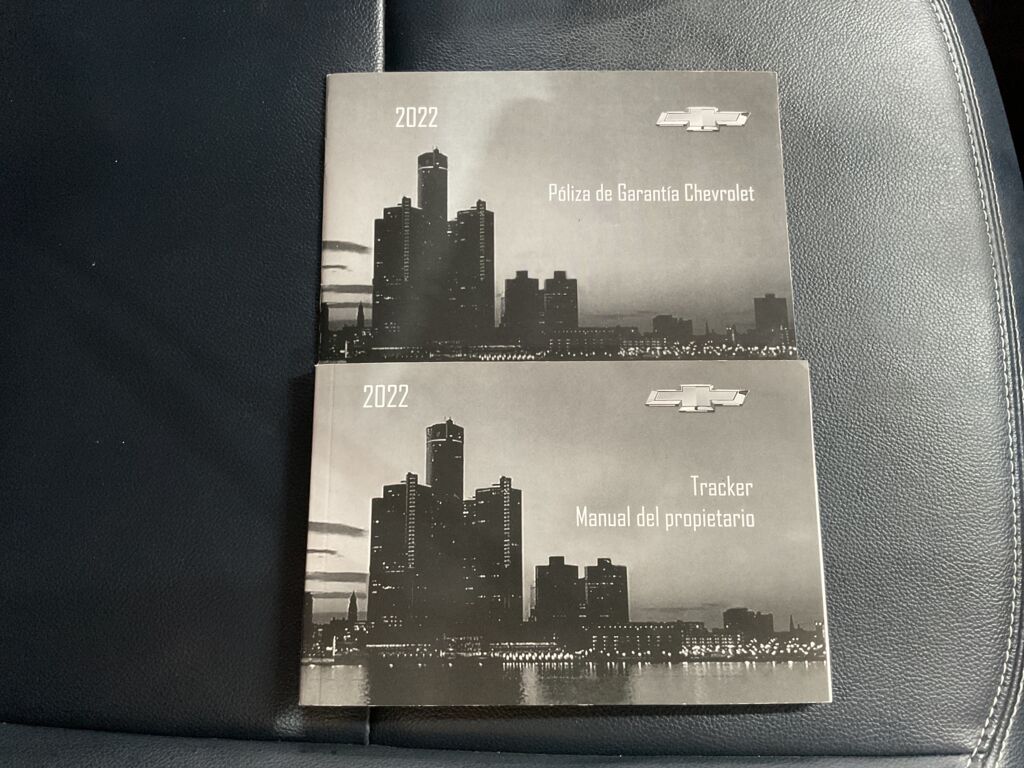 2022
Póliza de Garantía Chevrolet
2022
Tracker
Manual del propietario